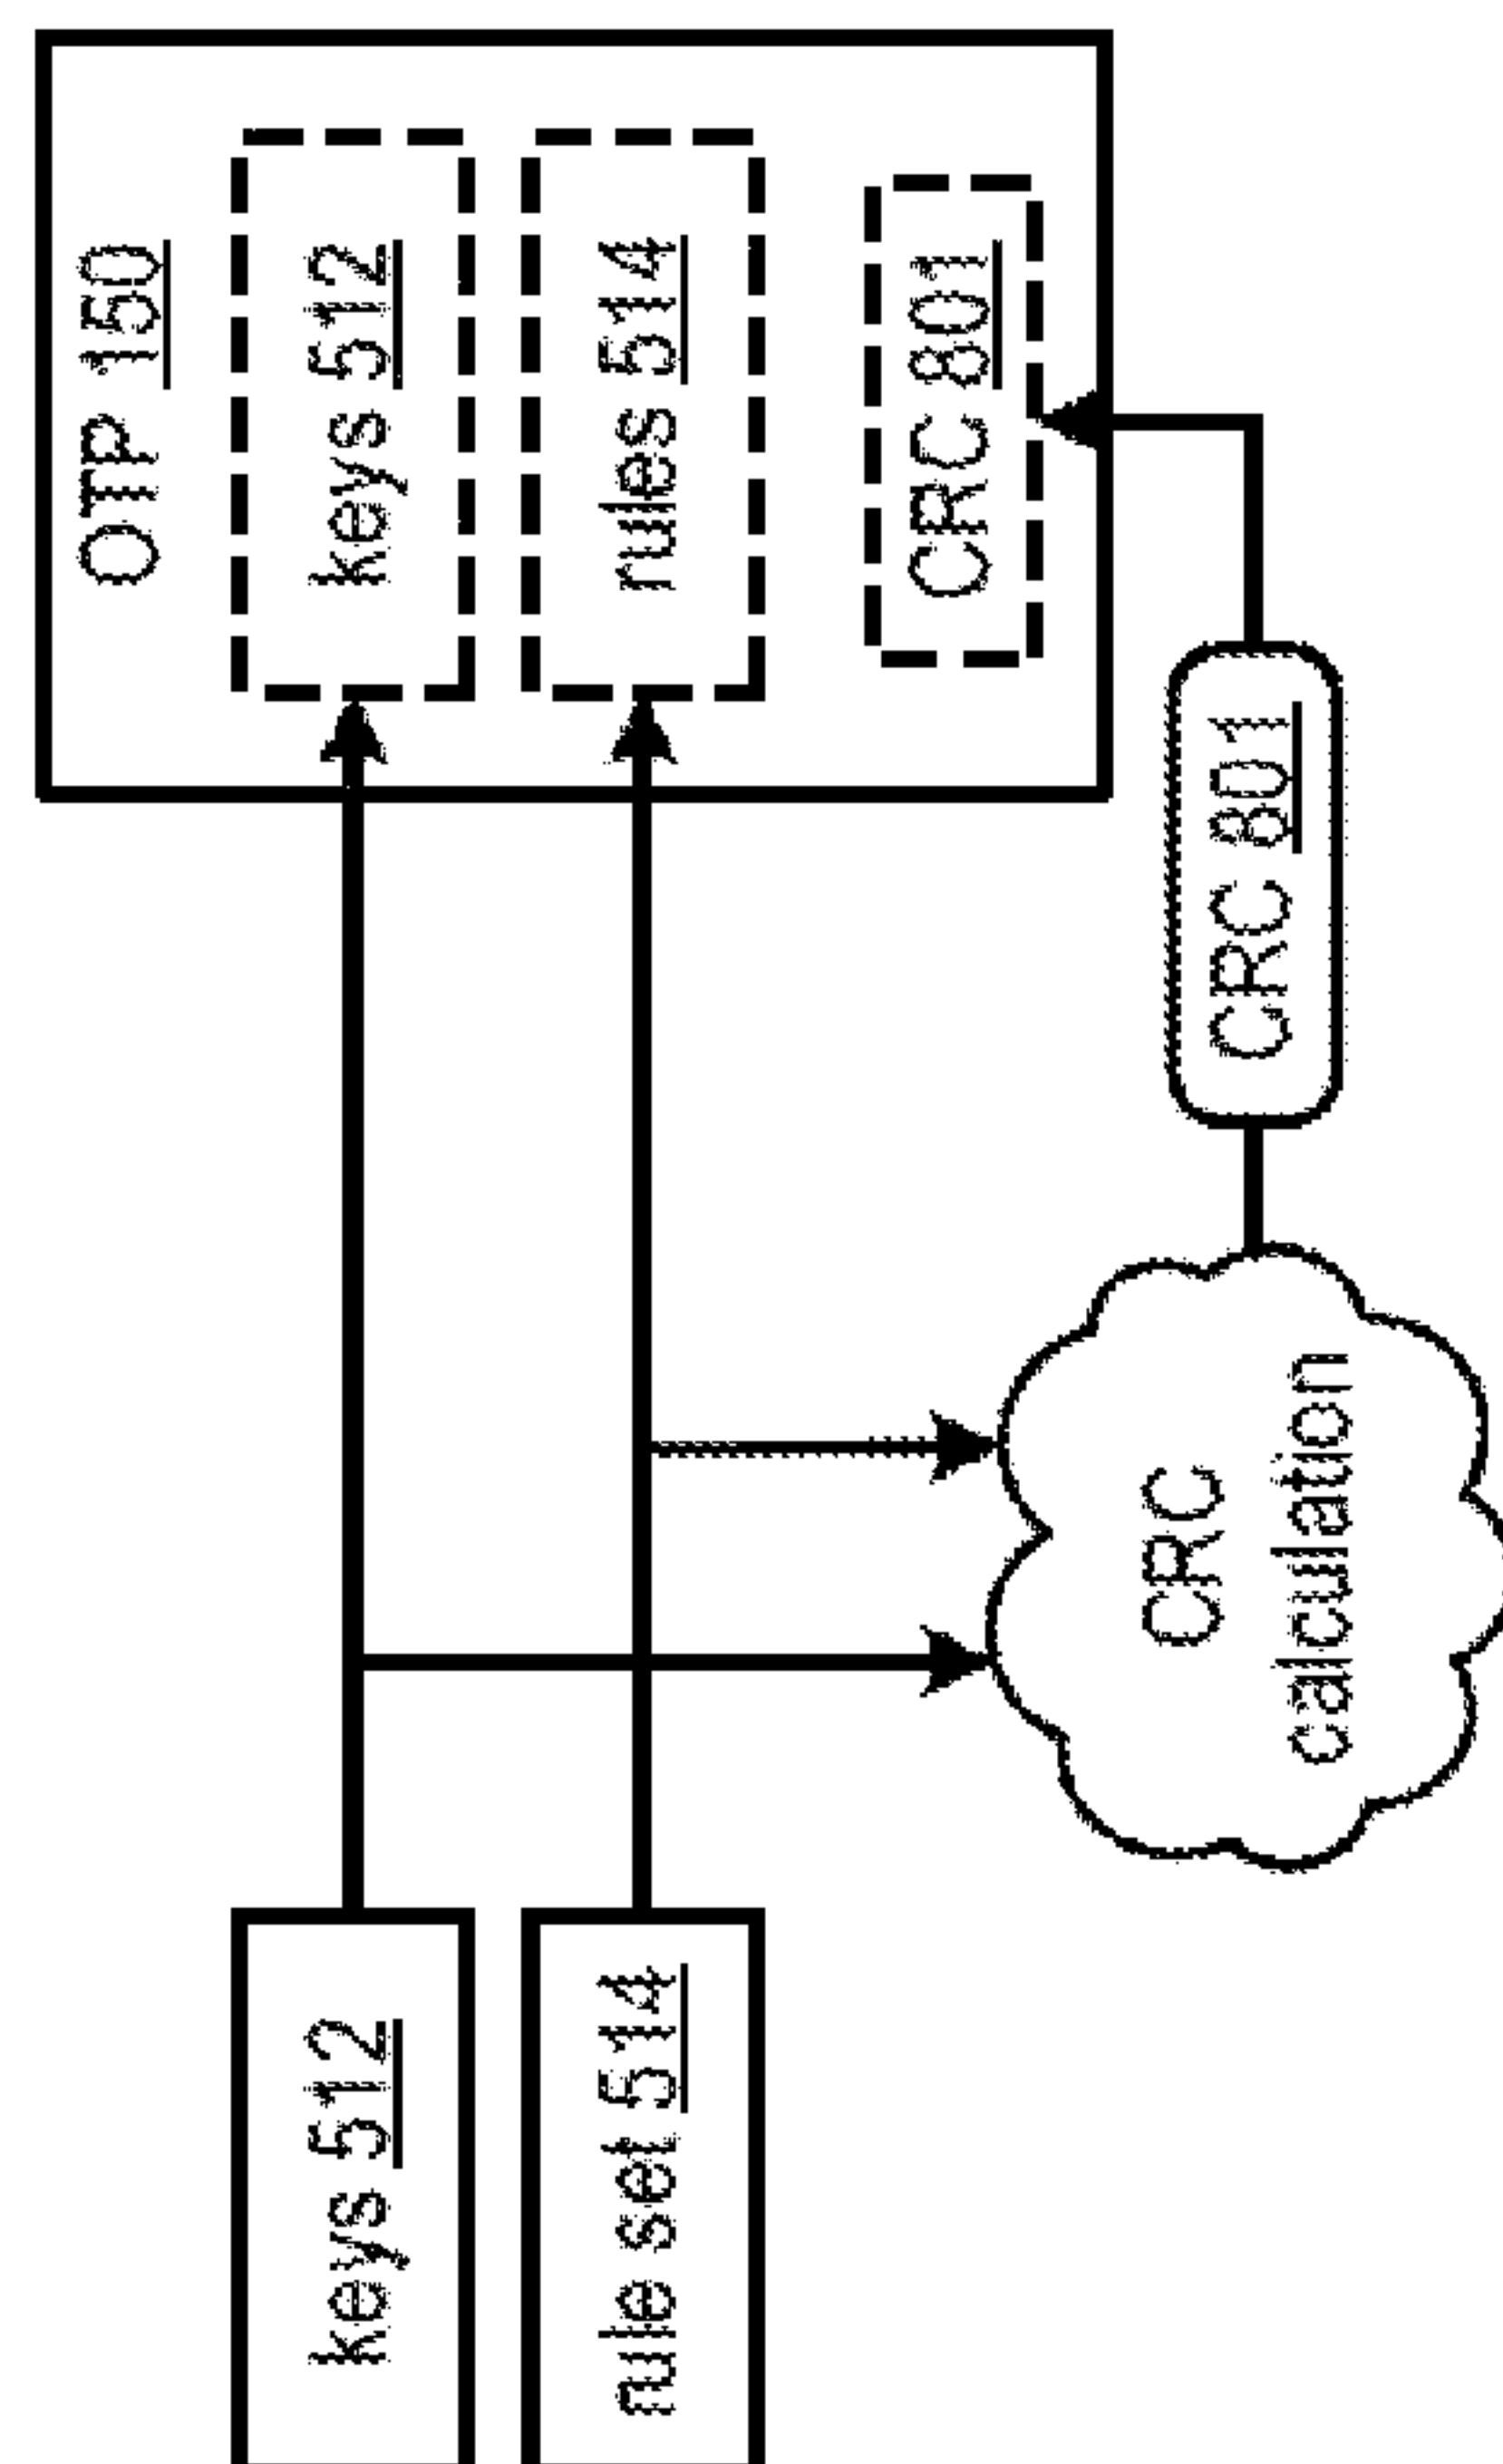 OTP 150
keys 512
keys 512
rule set 514
rules 514
CRC 801
CRC
calculation
CRC 801